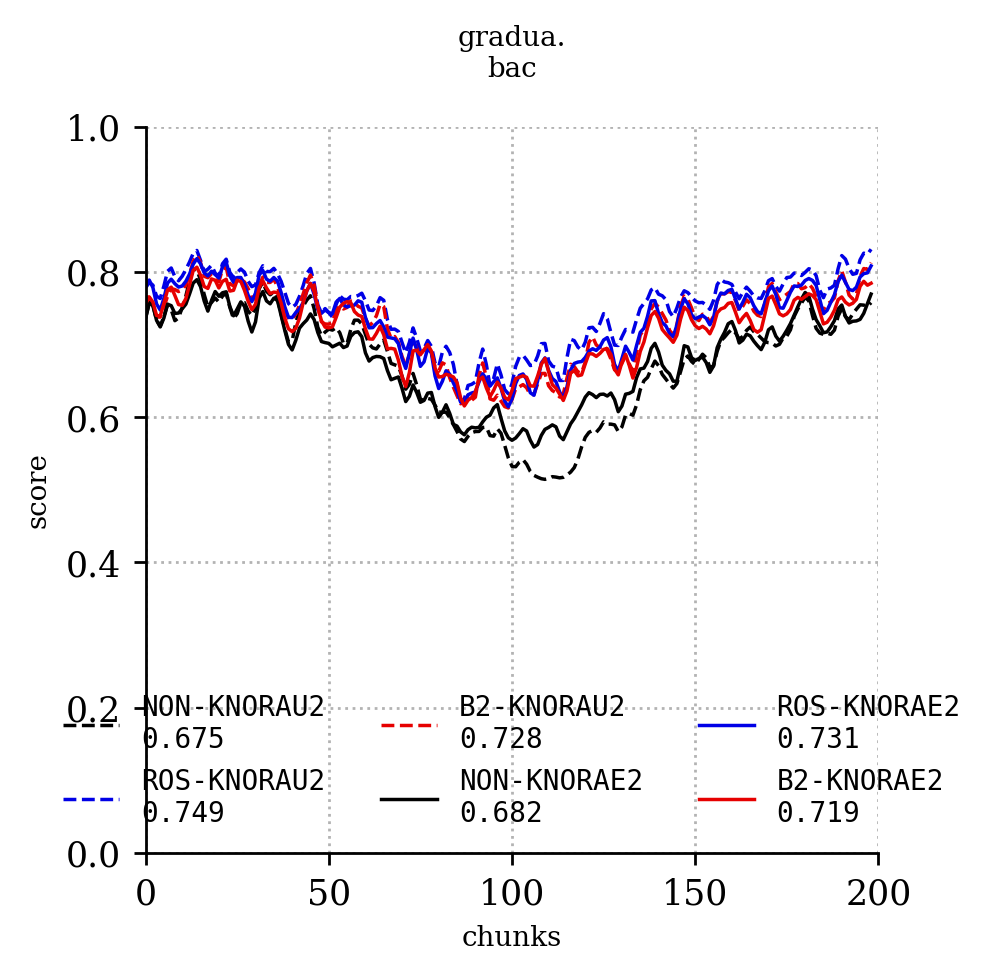 gradua.
bac
1.0
0.8
0.6
0.4
0.2
0.0
score
NON-KNORAU2
0.675
B2-KNORAU2
0.728
ROS-KNORAE2
0.731
ROS-KNORAU2
0.749
NON-KNORAE2
0.682
B2-KNORAE2
0.719
0 50 100 150 200
chunks